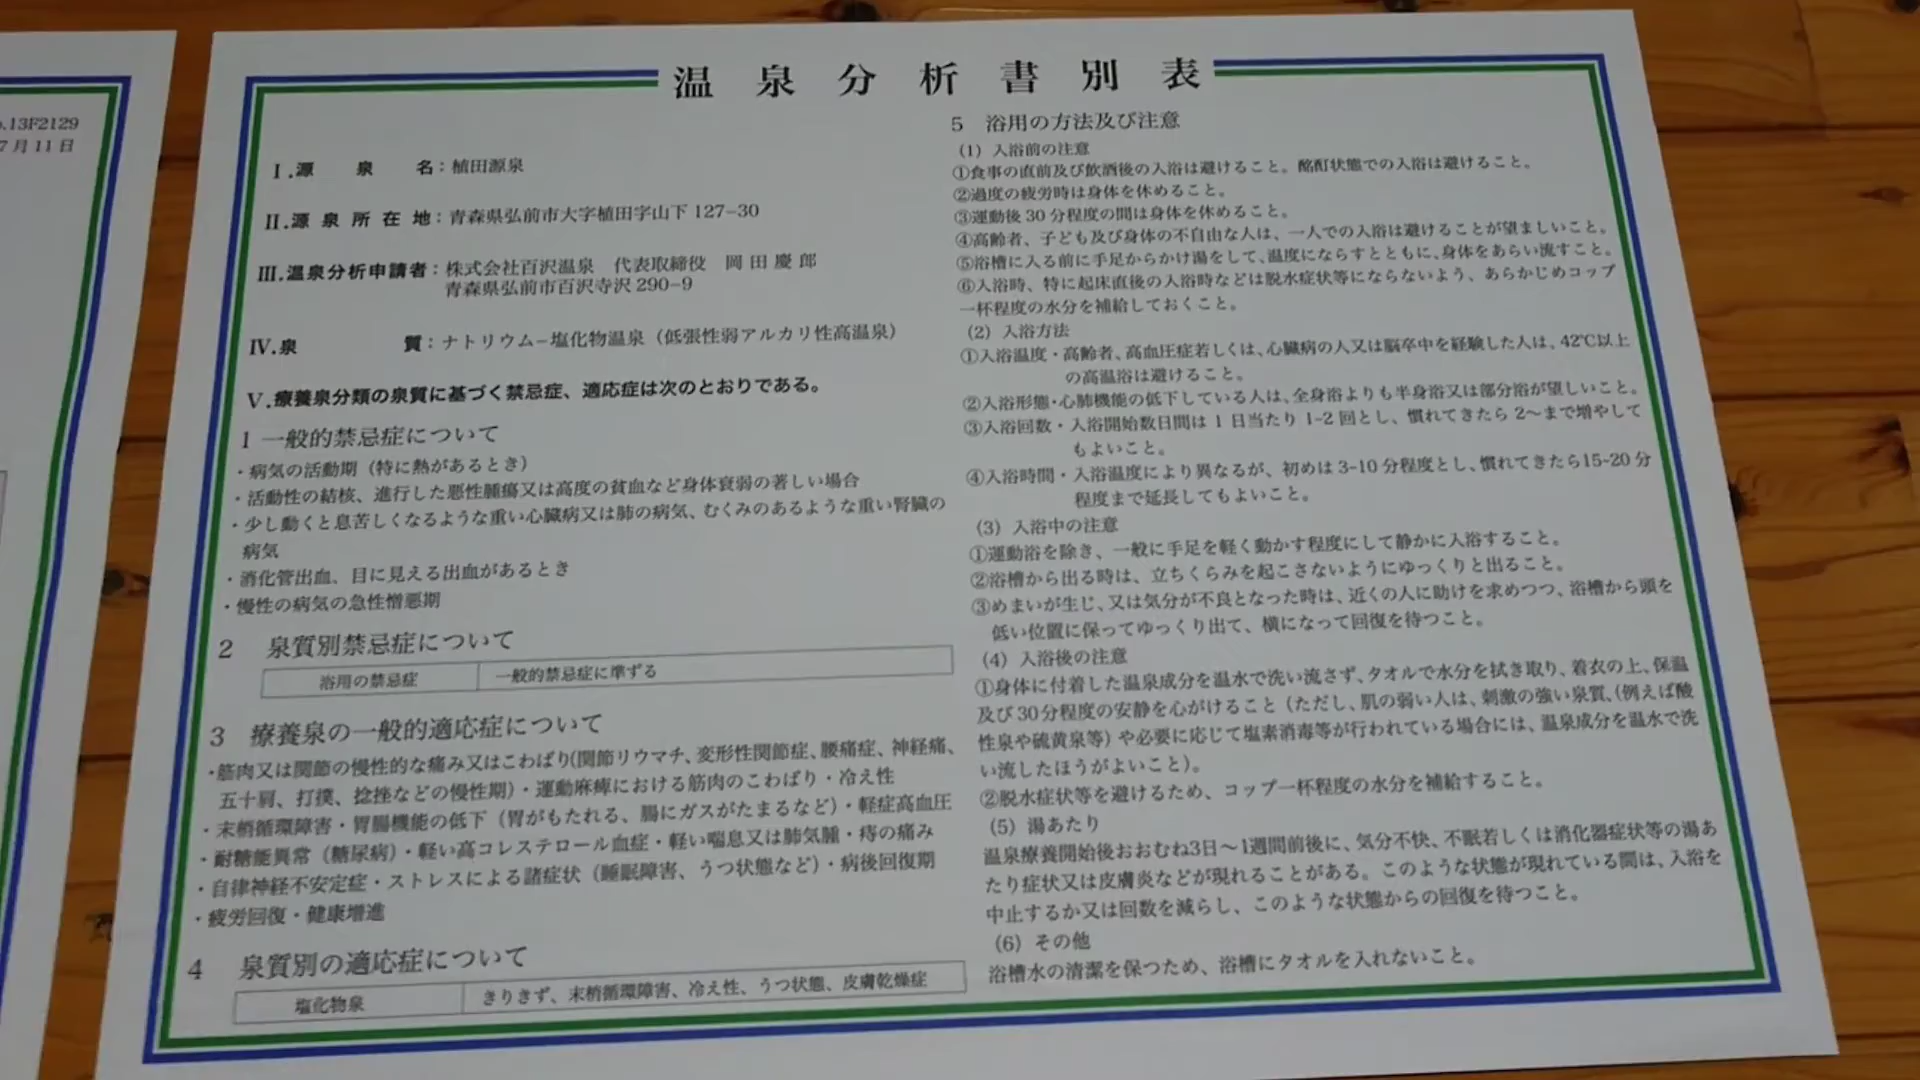 .13F2129
7月11日
温泉分析書別表
Ⅰ.源泉名：植田源泉
Ⅱ.源泉所在地：青森県弘前市大字植田字山下127−30
Ⅲ.温泉分析申請者：株式会社百沢温泉　代表取締役　岡田慶郎
青森県弘前市百沢寺沢290−9
Ⅳ.泉質：ナトリウム−塩化物温泉（低張性弱アルカリ性高温泉）
Ⅴ.療養泉分類の泉質に基づく禁忌症、適応症は次のとおりである。
1 一般的禁忌症について
・病気の活動期（特に熱があるとき）
・活動性の結核、進行した悪性腫瘍又は高度の貧血など身体衰弱の著しい場合
・少し動くと息苦しくなるような重い心臓病又は肺の病気、むくみのあるような重い腎臓の
病気
・消化管出血、目に見える出血があるとき
・慢性の病気の急性憎悪期
2　泉質別禁忌症について
浴用の禁忌症　一般的禁忌症に準ずる
3　療養泉の一般的適応症について
・筋肉又は関節の慢性的な痛み又はこわばり(関節リウマチ、変形性関節症、腰痛症、神経痛、
五十肩、打撲、捻挫などの慢性期）・運動麻痺における筋肉のこわばり・冷え性
・末梢循環障害・胃腸機能の低下（胃がもたれる、腸にガスがたまるなど）・軽症高血圧
・耐糖能異常（糖尿病）・軽い高コレステロール血症・軽い喘息又は肺気腫・痔の痛み
・自律神経不安定症・ストレスによる諸症状（睡眠障害、うつ状態など）・病後回復期
・疲労回復・健康増進
4　泉質別の適応症について
塩化物泉　きりきず、末梢循環障害、冷え性、うつ状態、皮膚乾燥症
5　浴用の方法及び注意
（1）入浴前の注意
①食事の直前及び飲酒後の入浴は避けること。酩酊状態での入浴は避けること。
②過度の疲労時は身体を休めること。
③運動後30分程度の間は身体を休めること。
④高齢者、子ども及び身体の不自由な人は、一人での入浴は避けることが望ましいこと。
⑤浴槽に入る前に手足からかけ湯をして、温度にならすとともに、身体をあらい流すこと。
⑥入浴時、特に起床直後の入浴時などは脱水症状等にならないよう、あらかじめコップ
一杯程度の水分を補給しておくこと。
（2）入浴方法
①入浴温度・高齢者、高血圧症若しくは、心臓病の人又は脳卒中を経験した人は、42℃以上
の高温浴は避けること。
②入浴形態・心肺機能の低下している人は、全身浴よりも半身浴又は部分浴が望しいこと。
③入浴回数・入浴開始数日間は1日当たり1-2回とし、慣れてきたら2〜まで増やして
もよいこと。
④入浴時間・入浴温度により異なるが、初めは3-10分程度とし、慣れてきたら15-20分
程度まで延長してもよいこと。
（3）入浴中の注意
①運動浴を除き、一般に手足を軽く動かす程度にして静かに入浴すること。
②浴槽から出る時は、立ちくらみを起こさないようにゆっくりと出ること。
③めまいが生じ、又は気分が不良となった時は、近くの人に助けを求めつつ、浴槽から頭を
低い位置に保ってゆっくり出て、横になって回復を待つこと。
（4）入浴後の注意
①身体に付着した温泉成分を温水で洗い流さず、タオルで水分を拭き取り、着衣の上、保温
及び30分程度の安静を心がけること（ただし、肌の弱い人は、刺激の強い泉質、（例えば酸
性泉や硫黄泉等）や必要に応じて塩素消毒等が行われている場合には、温泉成分を温水で洗
い流したほうがよいこと）。
②脱水症状等を避けるため、コップ一杯程度の水分を補給すること。
（5）湯あたり
温泉療養開始後おおむね3日〜1週間前後に、気分不快、不眠若しくは消化器症状等の湯あ
たり症状又は皮膚炎などが現れることがある。このような状態が現れている間は、入浴を
中止するか又は回数を減らし、このような状態からの回復を待つこと。
（6）その他
浴槽水の清潔を保つため、浴槽にタオルを入れないこと。